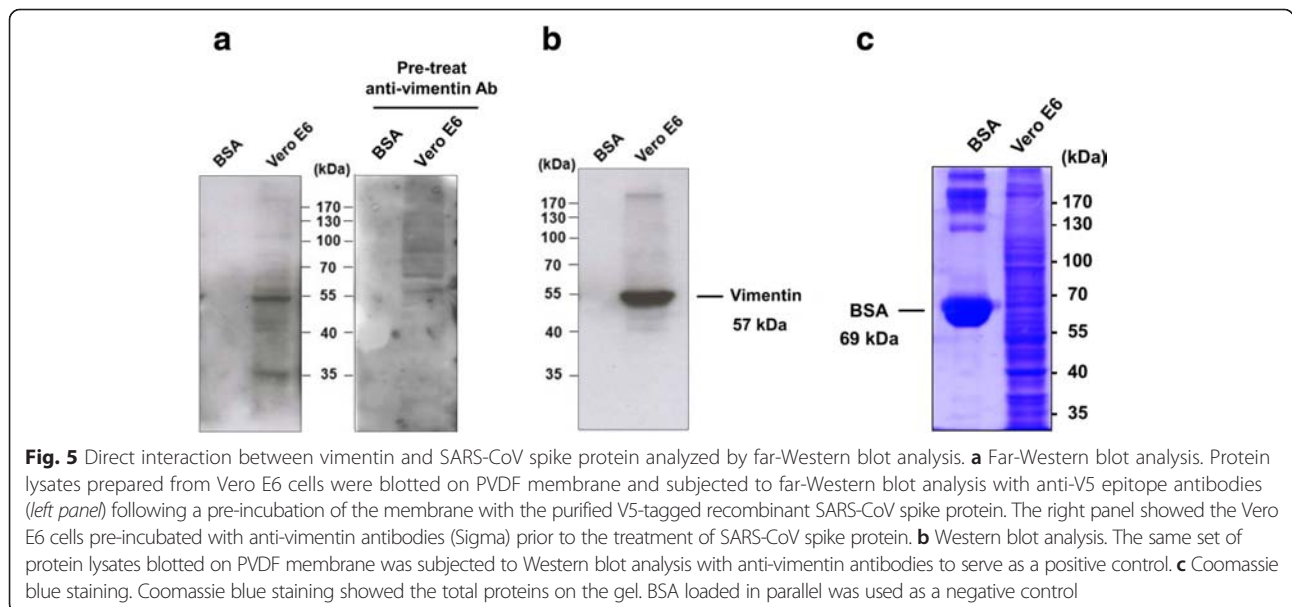 a
b
c
Pre-treat
anti-vimentin Ab
BSA
Vero E6
(kDa)
170
130
100
70
55
40
35
BSA
Vero E6
BSA
Vero E6
(kDa)
170
130
100
70
55
40
35
Vimentin
57 kDa
BSA
Vero E6
(kDa)
170
130
100
70
55
40
35
BSA
69 kDa
Fig. 5 Direct interaction between vimentin and SARS-CoV spike protein analyzed by far-Western blot analysis. a Far-Western blot analysis. Protein
lysates prepared from Vero E6 cells were blotted on PVDF membrane and subjected to far-Western blot analysis with anti-V5 epitope antibodies
(left panel) following a pre-incubation of the membrane with the purified V5-tagged recombinant SARS-CoV spike protein. The right panel showed the Vero
E6 cells pre-incubated with anti-vimentin antibodies (Sigma) prior to the treatment of SARS-CoV spike protein. b Western blot analysis. The same set of
protein lysates blotted on PVDF membrane was subjected to Western blot analysis with anti-vimentin antibodies to serve as a positive control. c Coomassie
blue staining. Coomassie blue staining showed the total proteins on the gel. BSA loaded in parallel was used as a negative control